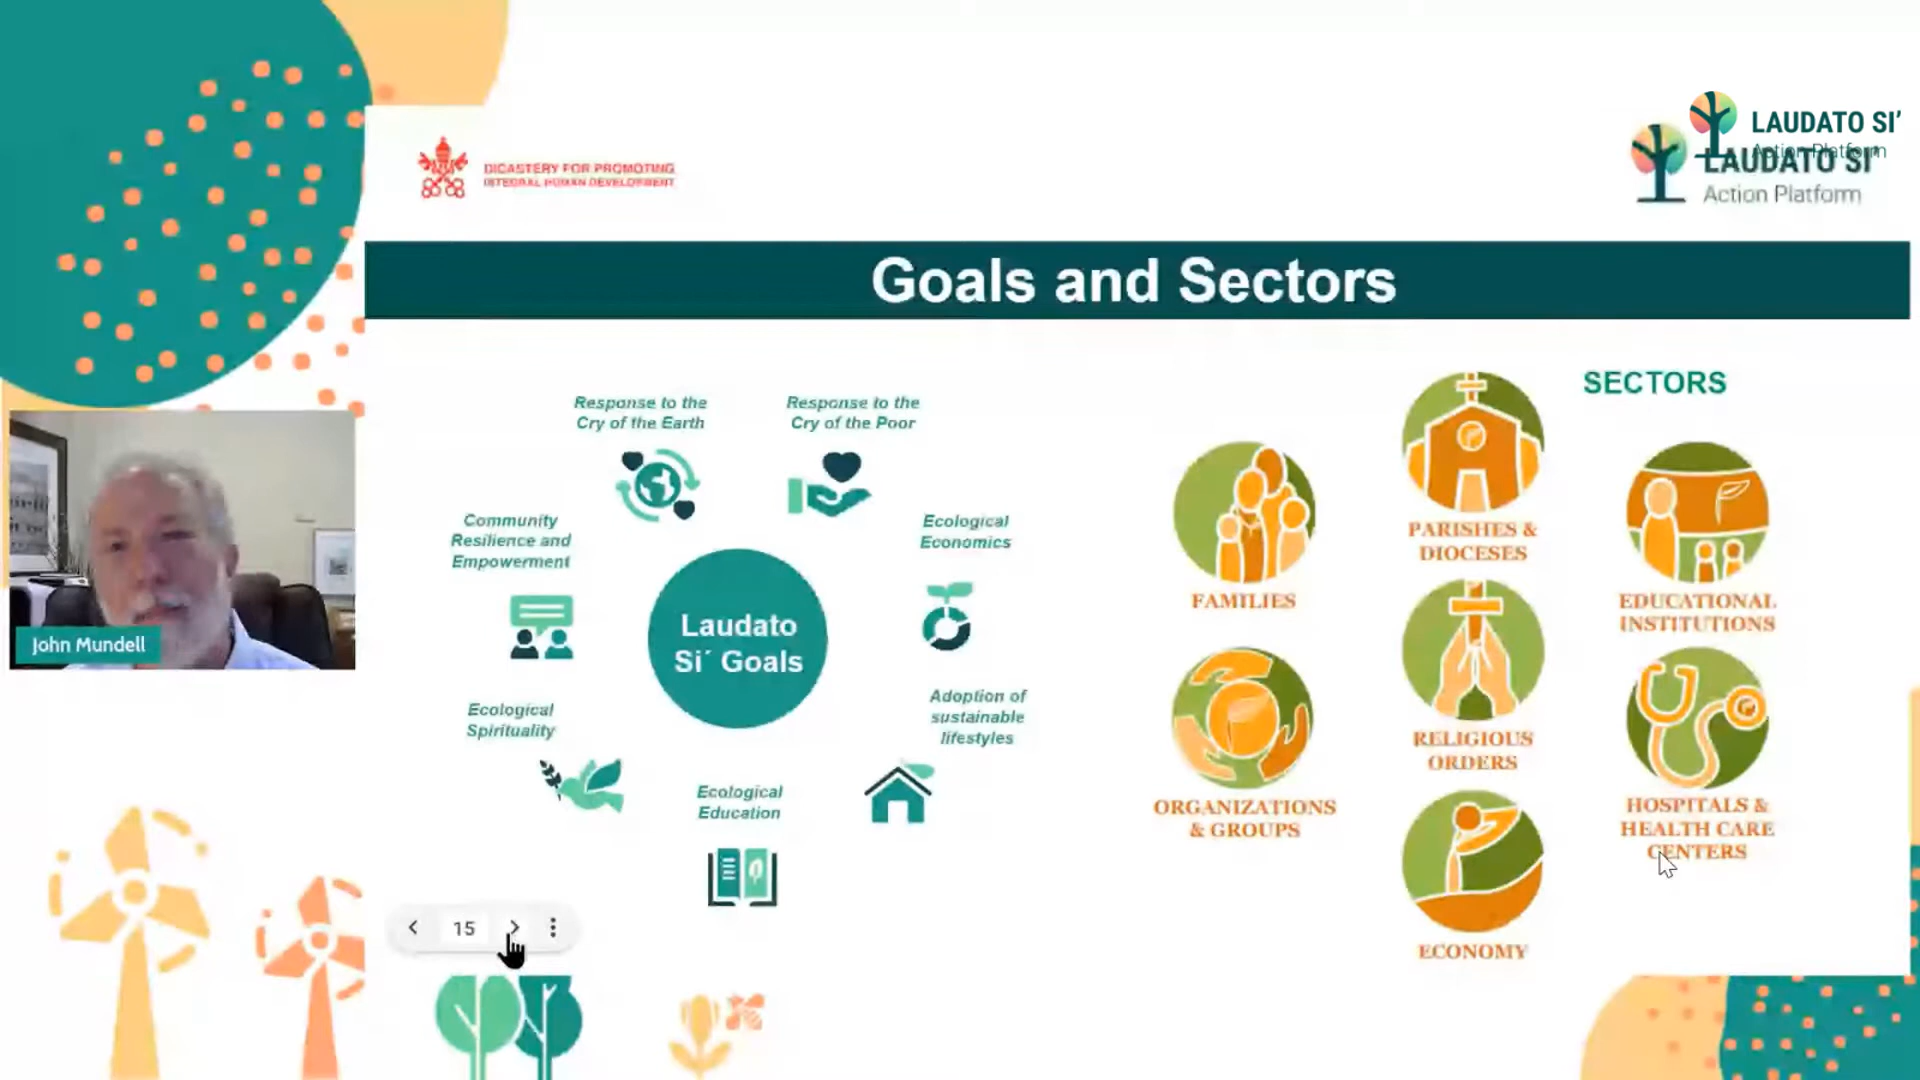 LAUDATO SI’
Action Platform
LAUDATO SI’
Action Platform
DICASTERY FOR PROMOTING
INTEGRAL HUMAN DEVELOPMENT
Goals and Sectors
Response to the
Cry of the Earth
Response to the
Cry of the Poor
Community
Resilience and
Empowerment
Ecological
Economics
Laudato
Si´ Goals
Ecological
Spirituality
Adoption of
sustainable
lifestyles
Ecological
Education
SECTORS
FAMILIES
PARISHES &
DIOCESES
EDUCATIONAL
INSTITUTIONS
ORGANIZATIONS
& GROUPS
RELIGIOUS
ORDERS
HOSPITALS &
HEALTH CARE
CENTERS
ECONOMY
John Mundell
15